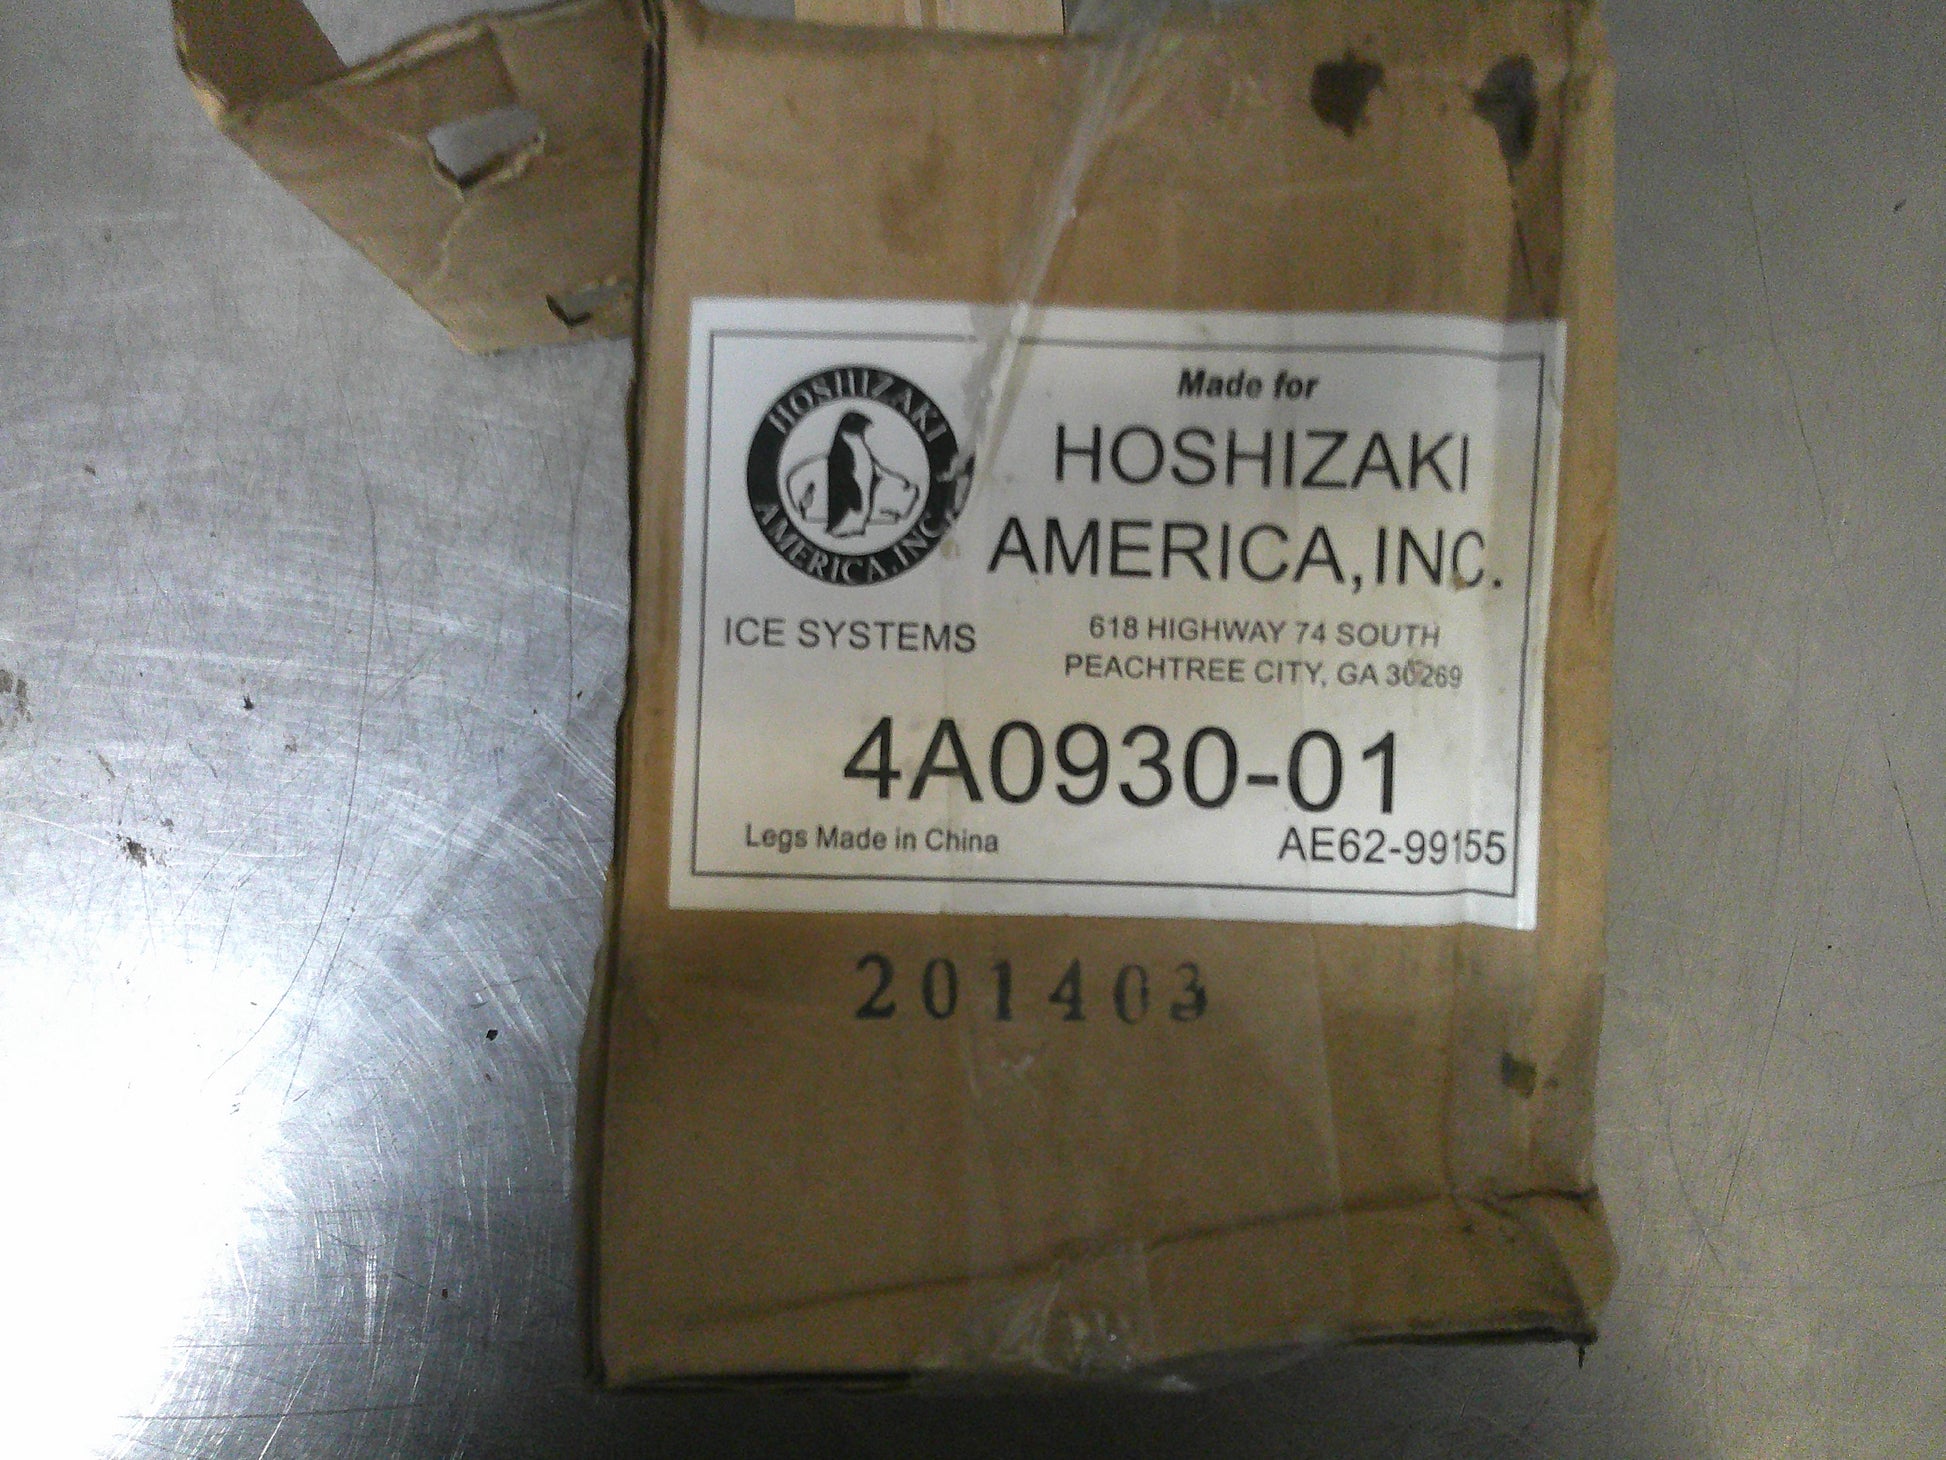 HOSHIZAKI
AMERICA, INC.
Made for
HOSHIZAKI
AMERICA,INC.
ICE SYSTEMS
618 HIGHWAY 74 SOUTH
PEACHTREE CITY, GA 30269
4A0930-01
Legs Made in China
AE62-99155
201403